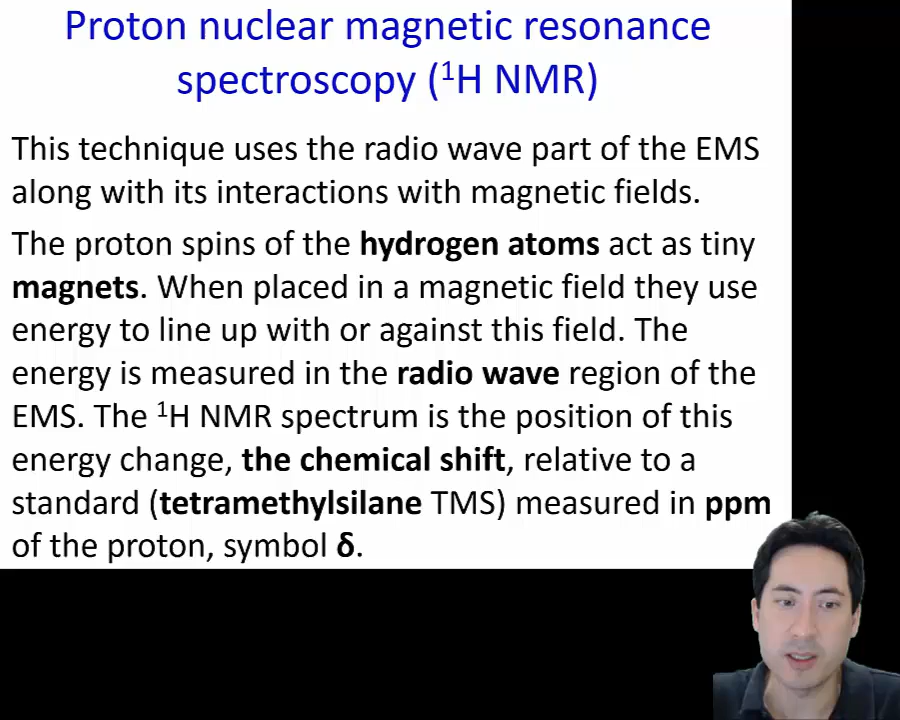 Proton nuclear magnetic resonance
spectroscopy (¹H NMR)
This technique uses the radio wave part of the EMS
along with its interactions with magnetic fields.
The proton spins of the hydrogen atoms act as tiny
magnets. When placed in a magnetic field they use
energy to line up with or against this field. The
energy is measured in the radio wave region of the
EMS. The ¹H NMR spectrum is the position of this
energy change, the chemical shift, relative to a
standard (tetramethylsilane TMS) measured in ppm
of the proton, symbol δ.